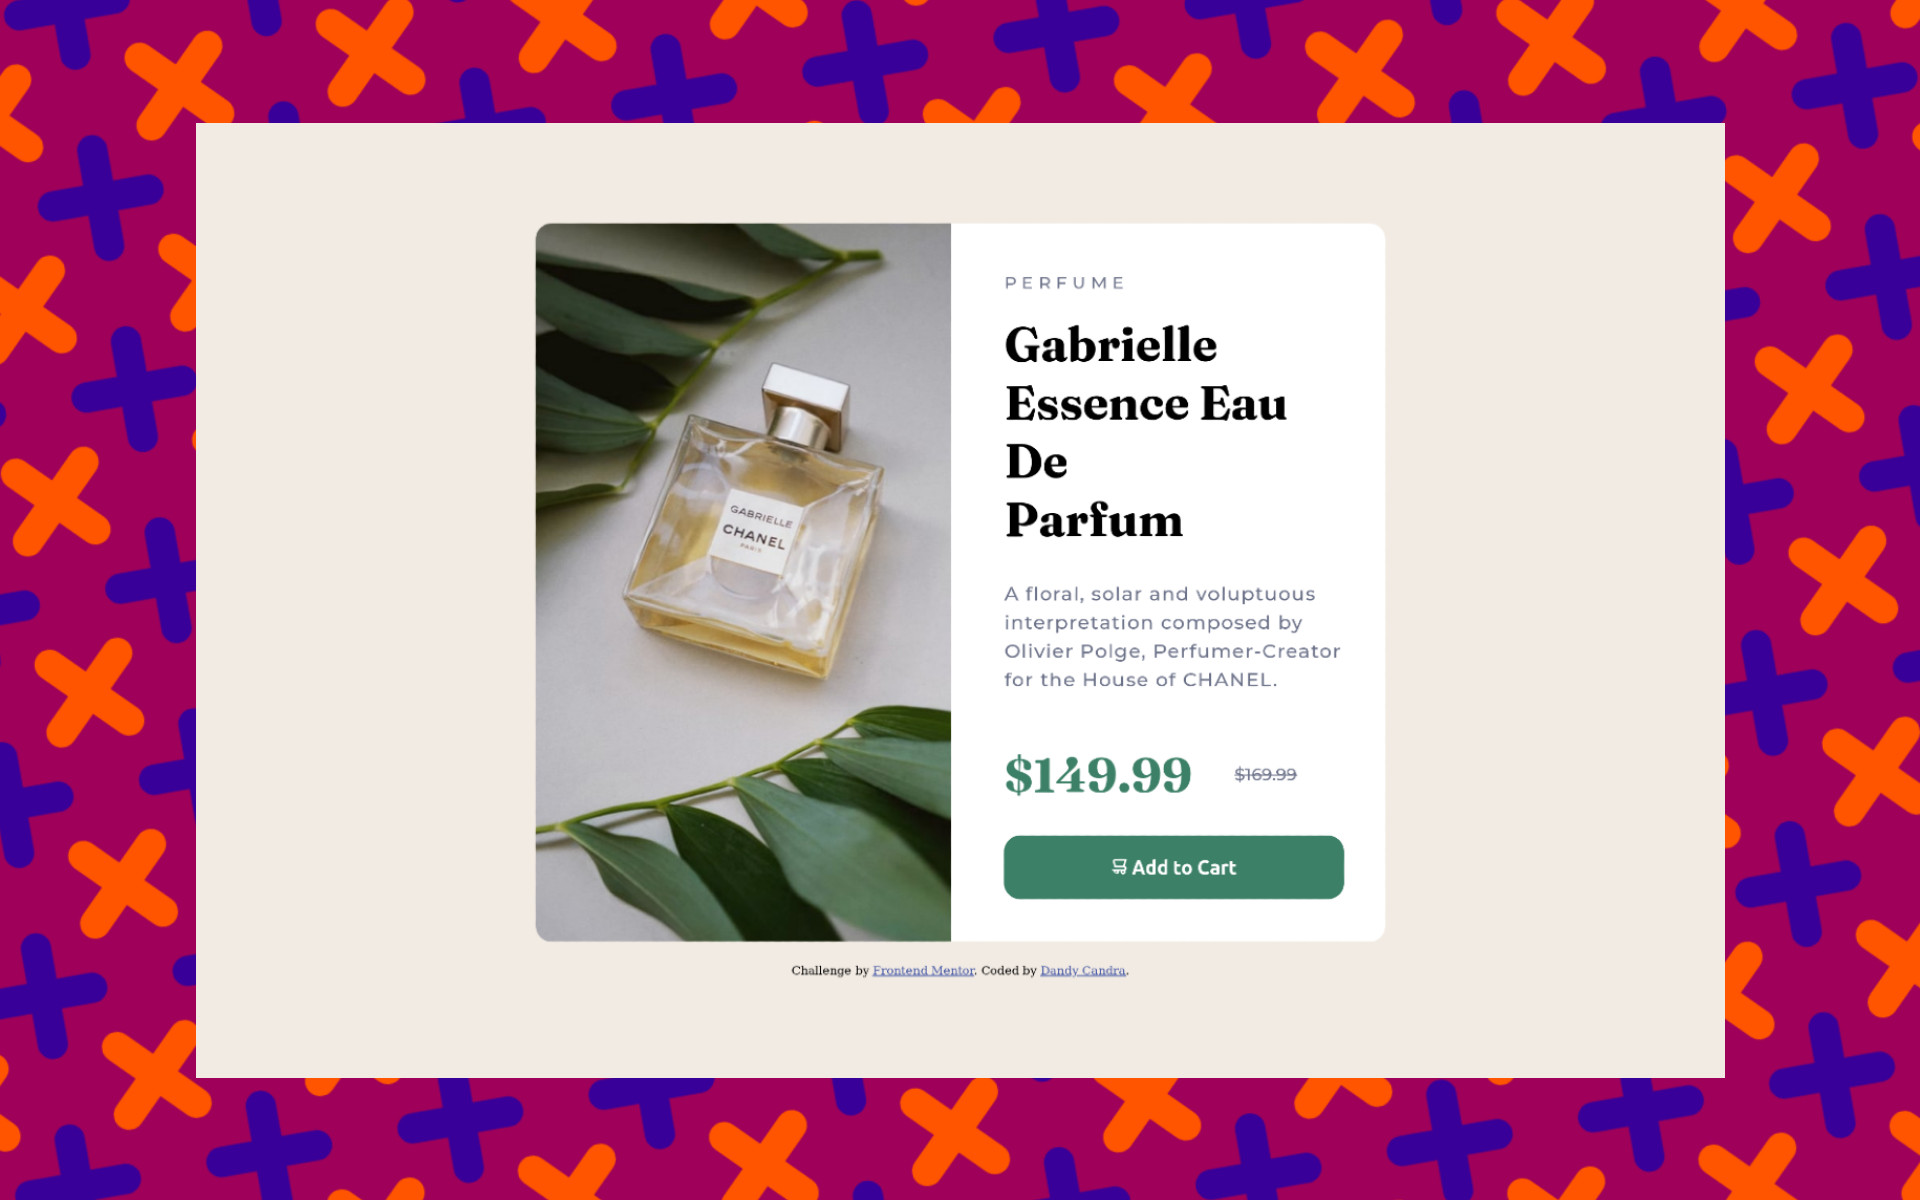 GABRIELLE
CHANEL
PARIS
PERFUME
Gabrielle
Essence Eau
De
Parfum
A floral, solar and voluptuous
interpretation composed by
Olivier Polge, Perfumer-Creator
for the House of CHANEL.
$149.99 $169.99
Add to Cart
Challenge by Frontend Mentor. Coded by Dandy Candra.